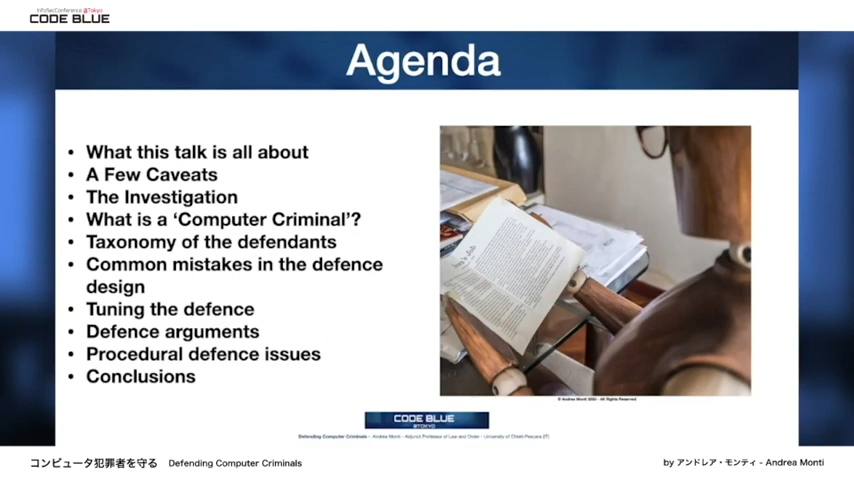 InfoSecConference @Tokyo
CODE BLUE
Agenda
• What this talk is all about
• A Few Caveats
• The Investigation
• What is a ‘Computer Criminal’?
• Taxonomy of the defendants
• Common mistakes in the defence
design
• Tuning the defence
• Defence arguments
• Procedural defence issues
• Conclusions
© Andrea Monti 2020 - All Rights Reserved
CODE BLUE
@TOKYO
Defending Computer Criminals - Andrea Monti - Adjunct Professor of Law and Order - University of Chieti-Pescara (IT)
コンピュータ犯罪者を守る Defending Computer Criminals
by アンドレア・モンティ - Andrea Monti